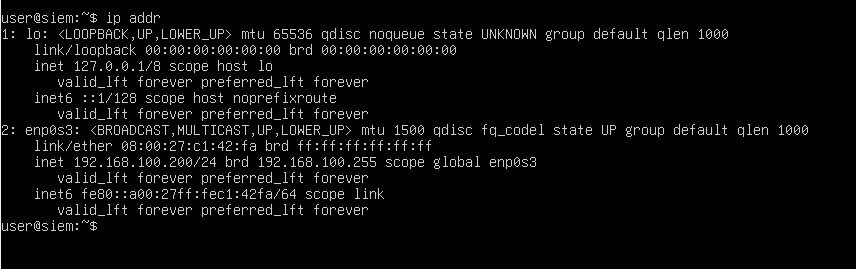 user@siem:~$ ip addr
1: lo: <LOOPBACK,UP,LOWER_UP> mtu 65536 qdisc noqueue state UNKNOWN group default qlen 1000
    link/loopback 00:00:00:00:00:00 brd 00:00:00:00:00:00
    inet 127.0.0.1/8 scope host lo
       valid_lft forever preferred_lft forever
    inet6 ::1/128 scope host noprefixroute
       valid_lft forever preferred_lft forever
2: enp0s3: <BROADCAST,MULTICAST,UP,LOWER_UP> mtu 1500 qdisc fq_codel state UP group default qlen 1000
    link/ether 08:00:27:c1:42:fa brd ff:ff:ff:ff:ff:ff
    inet 192.168.100.200/24 brd 192.168.100.255 scope global enp0s3
       valid_lft forever preferred_lft forever
    inet6 fe80::a00:27ff:fec1:42fa/64 scope link
       valid_lft forever preferred_lft forever
user@siem:~$